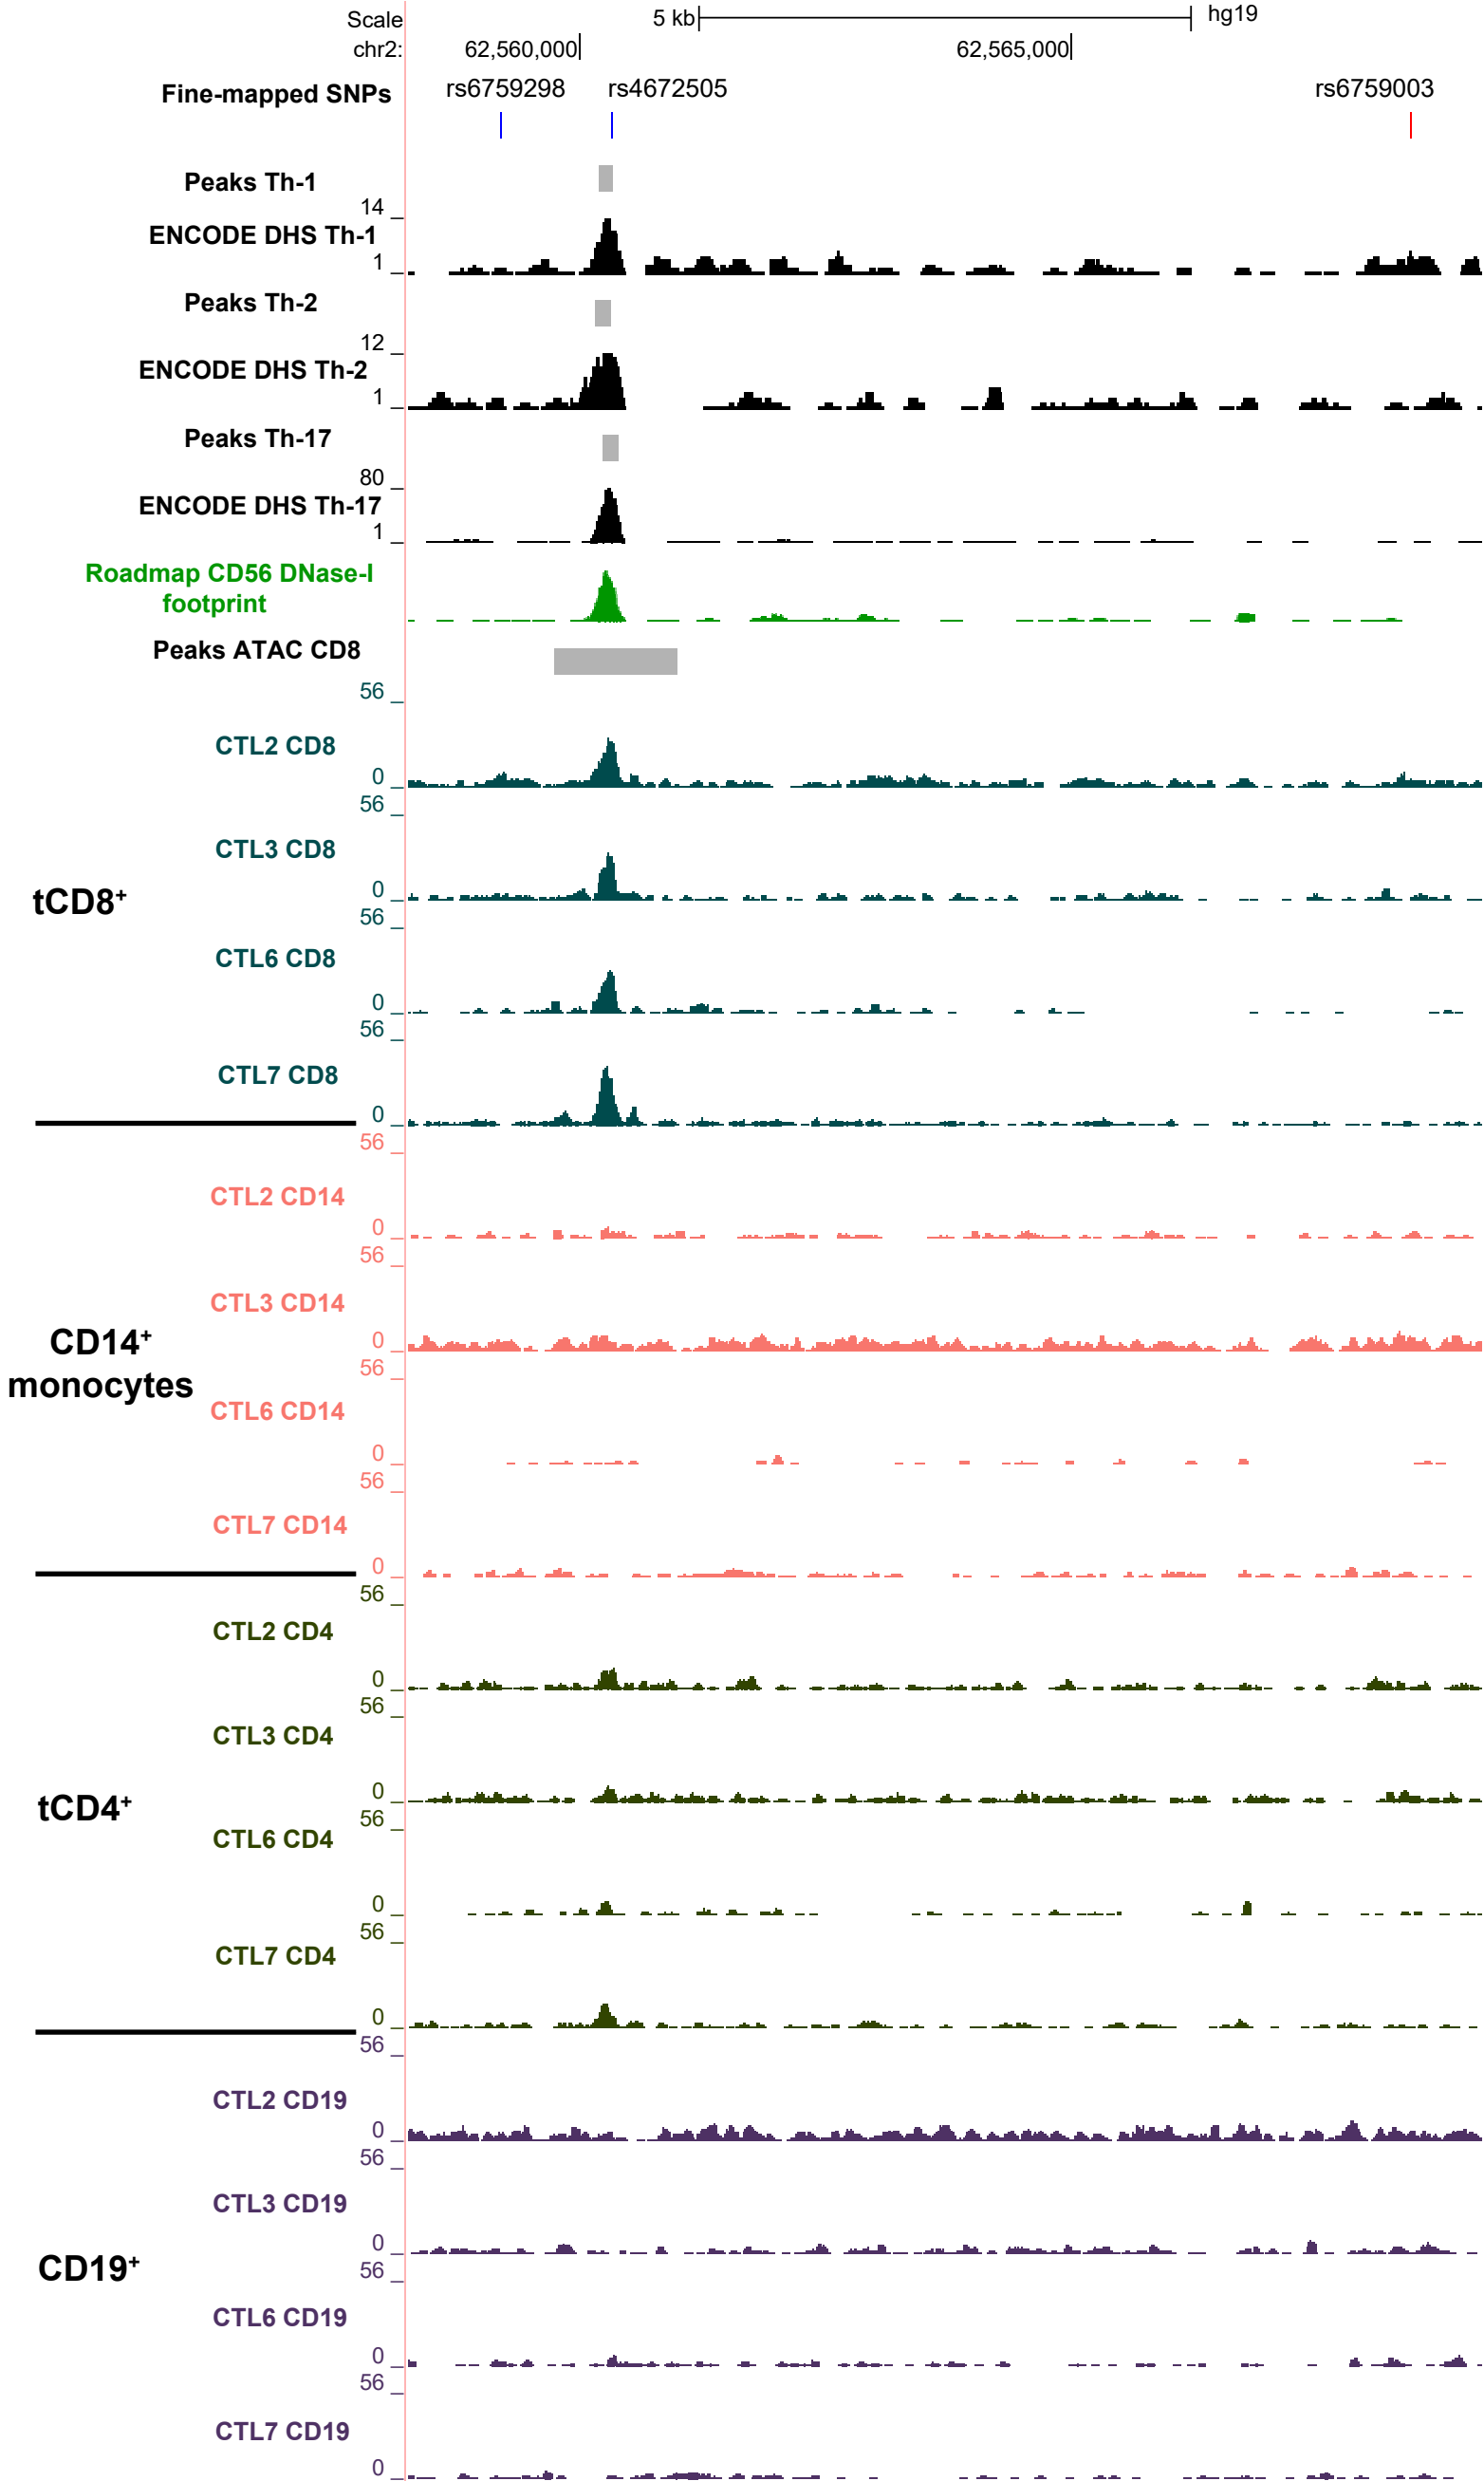 Scale
5 kb
hg19
chr2:
62,560,000
62,565,000
Fine-mapped SNPs
rs6759298
rs4672505
rs6759003
Peaks Th-1
14
ENCODE DHS Th-1
1
Peaks Th-2
12
ENCODE DHS Th-2
1
Peaks Th-17
80
ENCODE DHS Th-17
1
Roadmap CD56 DNase-I
footprint
Peaks ATAC CD8
56
CTL2 CD8
0
56
CTL3 CD8
0
tCD8⁺
56
CTL6 CD8
0
56
CTL7 CD8
0
56
CTL2 CD14
0
56
CTL3 CD14
0
CD14⁺
monocytes
56
CTL6 CD14
0
56
CTL7 CD14
0
56
CTL2 CD4
0
56
CTL3 CD4
0
tCD4⁺
56
CTL6 CD4
0
56
CTL7 CD4
0
56
CTL2 CD19
0
56
CTL3 CD19
0
CD19⁺
56
CTL6 CD19
0
56
CTL7 CD19
0